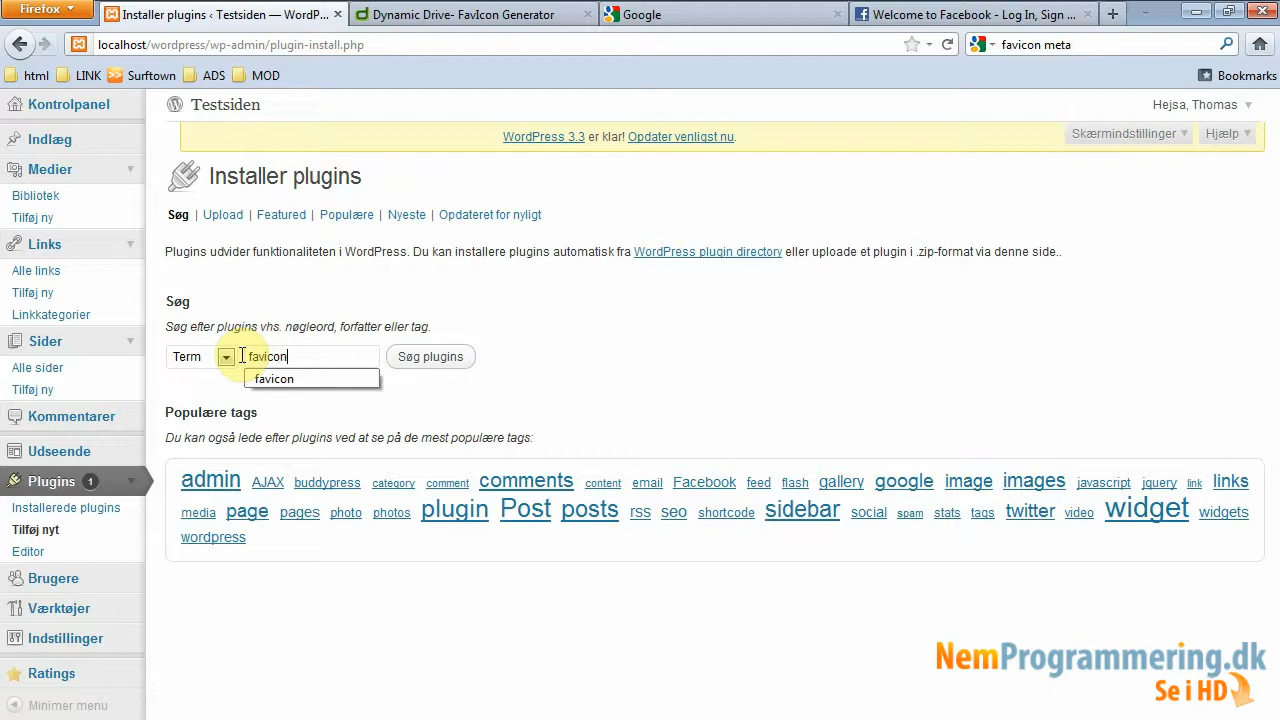 Firefox
Installer plugins ‹ Testsiden — WordP...
Dynamic Drive- FavIcon Generator
Google
Welcome to Facebook - Log In, Sign ...
localhost/wordpress/wp-admin/plugin-install.php
favicon meta
html LINK Surftown ADS MOD
Bookmarks
Kontrolpanel
Indlæg
Medier
Bibliotek
Tilføj ny
Links
Alle links
Tilføj ny
Linkkategorier
Sider
Alle sider
Tilføj ny
Kommentarer
Udseende
Plugins 1
Installerede plugins
Tilføj nyt
Editor
Brugere
Værktøjer
Indstillinger
Ratings
Minimer menu
Testsiden
Hejsa, Thomas
WordPress 3.3 er klar! Opdater venligst nu.
Skærmindstillinger
Hjælp
Installer plugins
Søg | Upload | Featured | Populære | Nyeste | Opdateret for nyligt
Plugins udvider funktionaliteten i WordPress. Du kan installere plugins automatisk fra WordPress plugin directory eller uploade et plugin i .zip-format via denne side..
Søg
Søg efter plugins vhs. nøgleord, forfatter eller tag.
Term favicon Søg plugins
favicon
Populære tags
Du kan også lede efter plugins ved at se på de mest populære tags:
admin AJAX buddypress category comment comments content email Facebook feed flash gallery google image images javascript jquery link links
media page pages photo photos plugin Post posts RSS seo shortcode sidebar social spam stats tags twitter video widget widgets
wordpress
NemProgrammering.dk
Se i HD